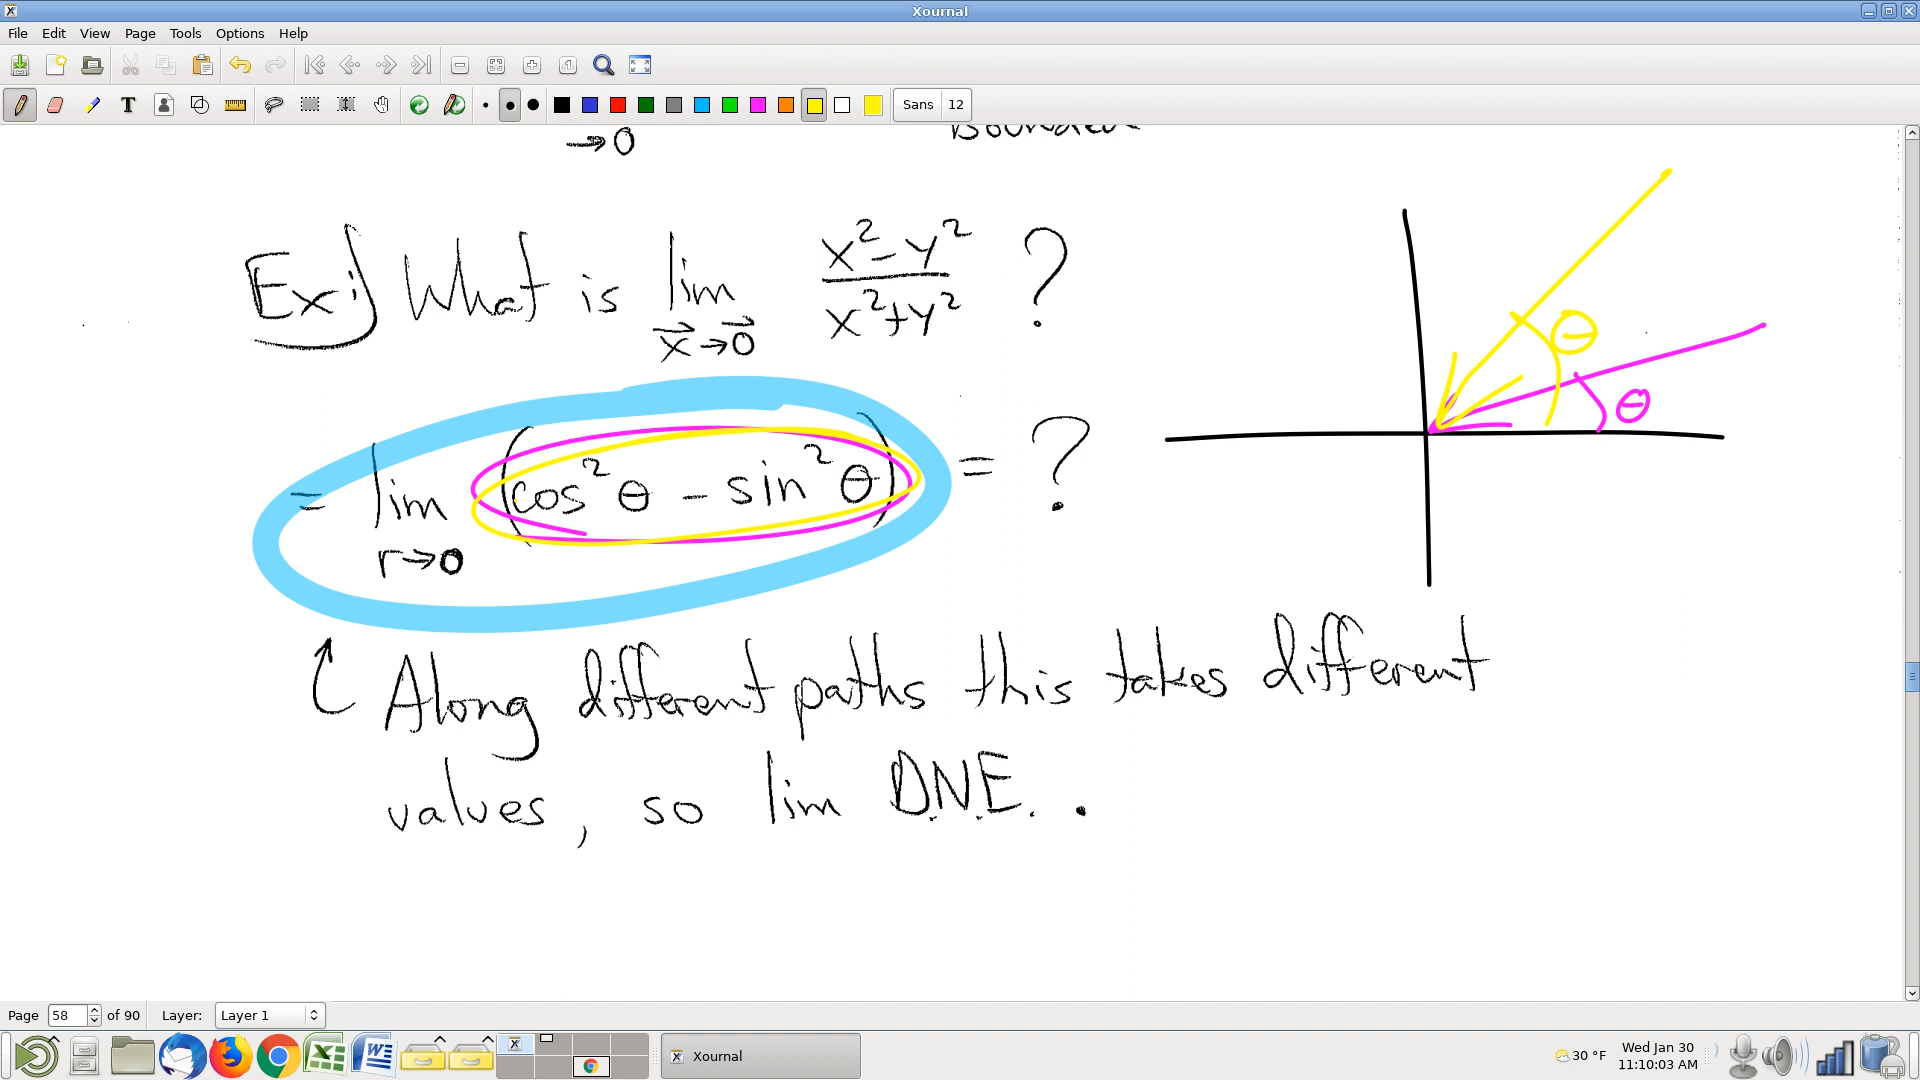 Xournal
File Edit View Page Tools Options Help
Sans 12
→0 Bounded
Ex:) What is lim x²-y² ?
x⃗→0⃗ x²+y²
θ
θ
= lim (cos²θ - sin²θ) = ?
r→0
Along different paths this takes different
values, so lim D.N.E. .
Page 58 of 90 Layer: Layer 1
Xournal
30 °F Wed Jan 30
11:10:03 AM